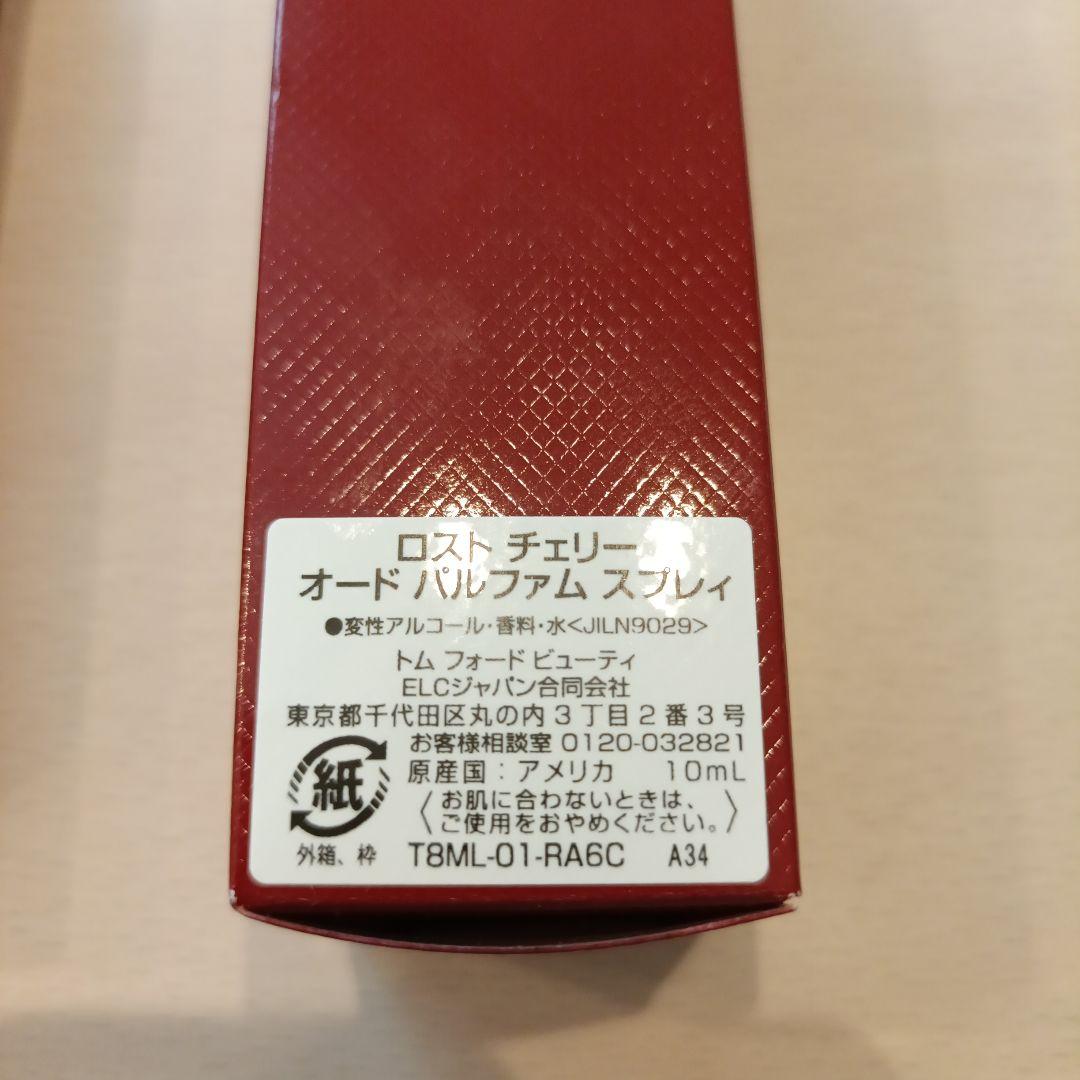 ロスト チェリー
オード パルファム スプレィ
●変性アルコール・香料・水<JILN9029>
トム フォード ビューティ
ELCジャパン合同会社
東京都千代田区丸の内3丁目2番3号
お客様相談室 0120-032821
原産国：アメリカ 10mL
〈お肌に合わないときは、
ご使用をおやめください。〉
紙
外箱、枠 T8ML-01-RA6C A34